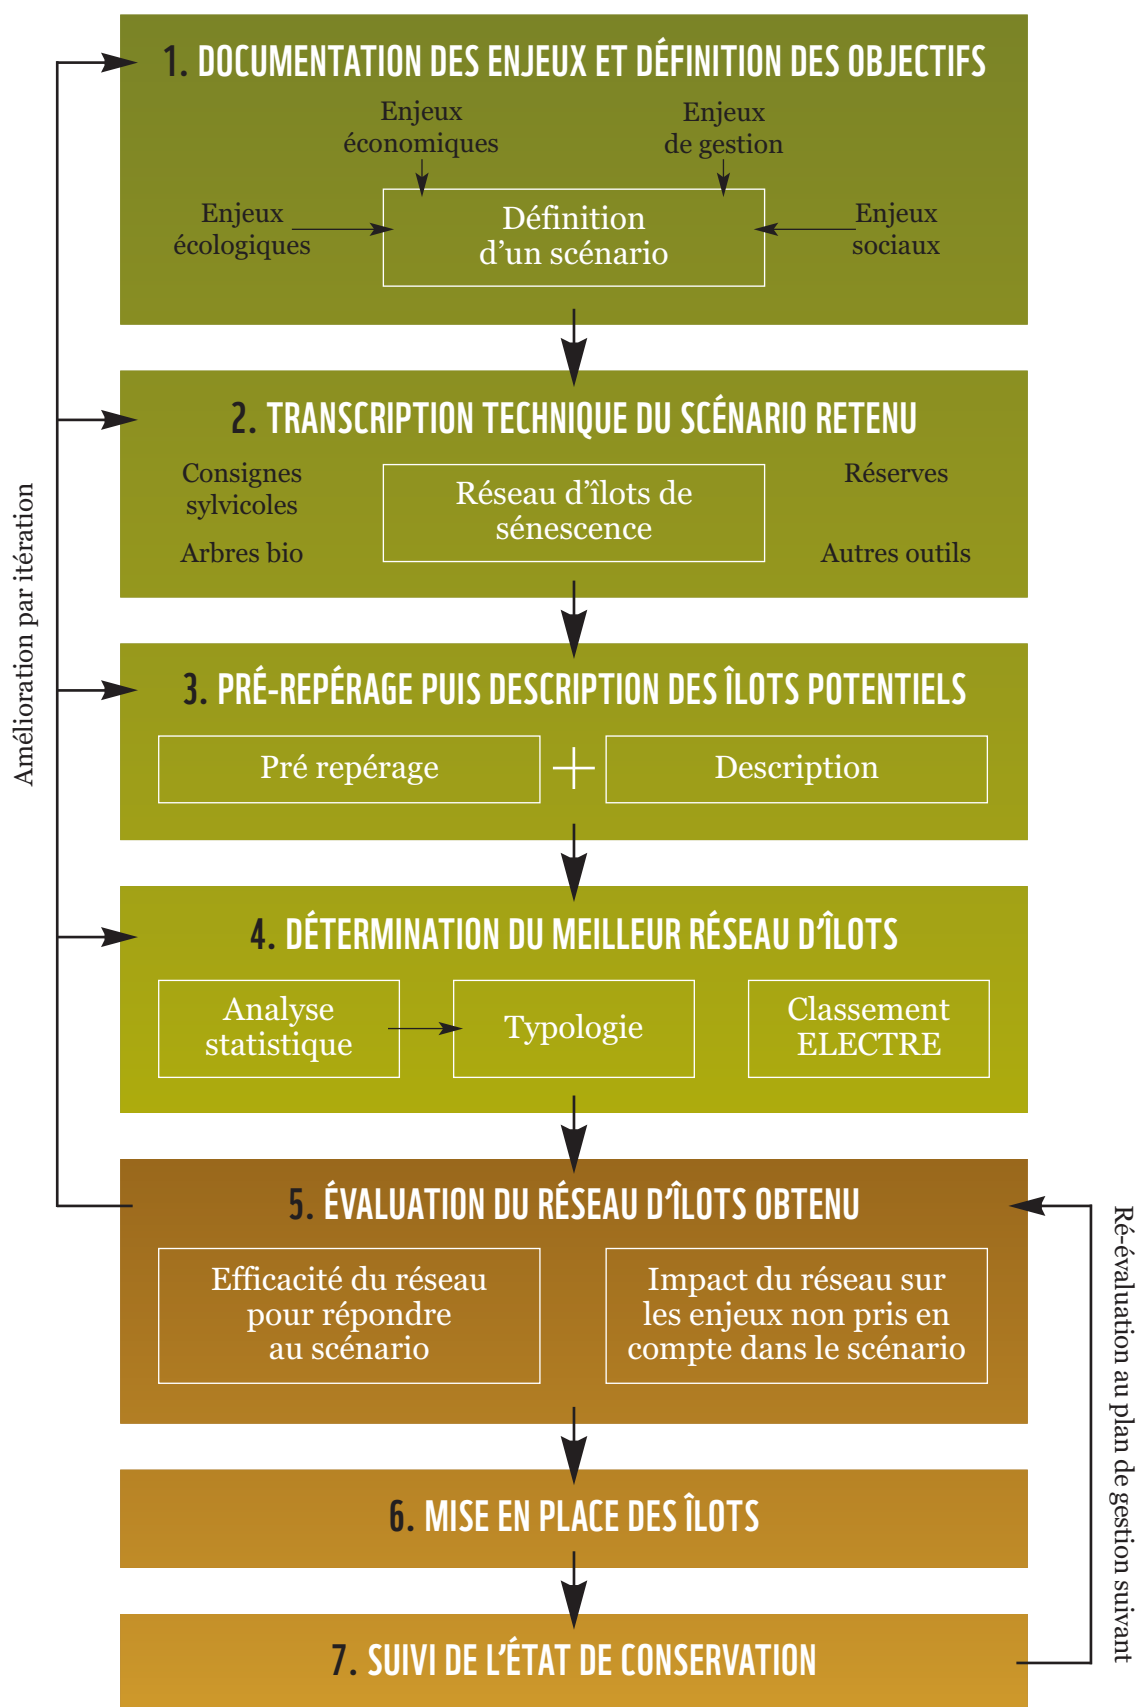 1. DOCUMENTATION DES ENJEUX ET DÉFINITION DES OBJECTIFS
Enjeux
économiques
Enjeux
de gestion
Enjeux
écologiques
Définition
d'un scénario
Enjeux
sociaux
2. TRANSCRIPTION TECHNIQUE DU SCÉNARIO RETENU
Consignes
sylvicoles
Arbres bio
Réseau d'îlots de
sénescence
Réserves
Autres outils
3. PRÉ-REPÉRAGE PUIS DESCRIPTION DES ÎLOTS POTENTIELS
Pré repérage
Description
4. DÉTERMINATION DU MEILLEUR RÉSEAU D'ÎLOTS
Analyse
statistique
Typologie
Classement
ELECTRE
5. ÉVALUATION DU RÉSEAU D'ÎLOTS OBTENU
Efficacité du réseau
pour répondre
au scénario
Impact du réseau sur
les enjeux non pris en
compte dans le scénario
6. MISE EN PLACE DES ÎLOTS
7. SUIVI DE L'ÉTAT DE CONSERVATION
Amélioration par itération
Ré-évaluation au plan de gestion suivant